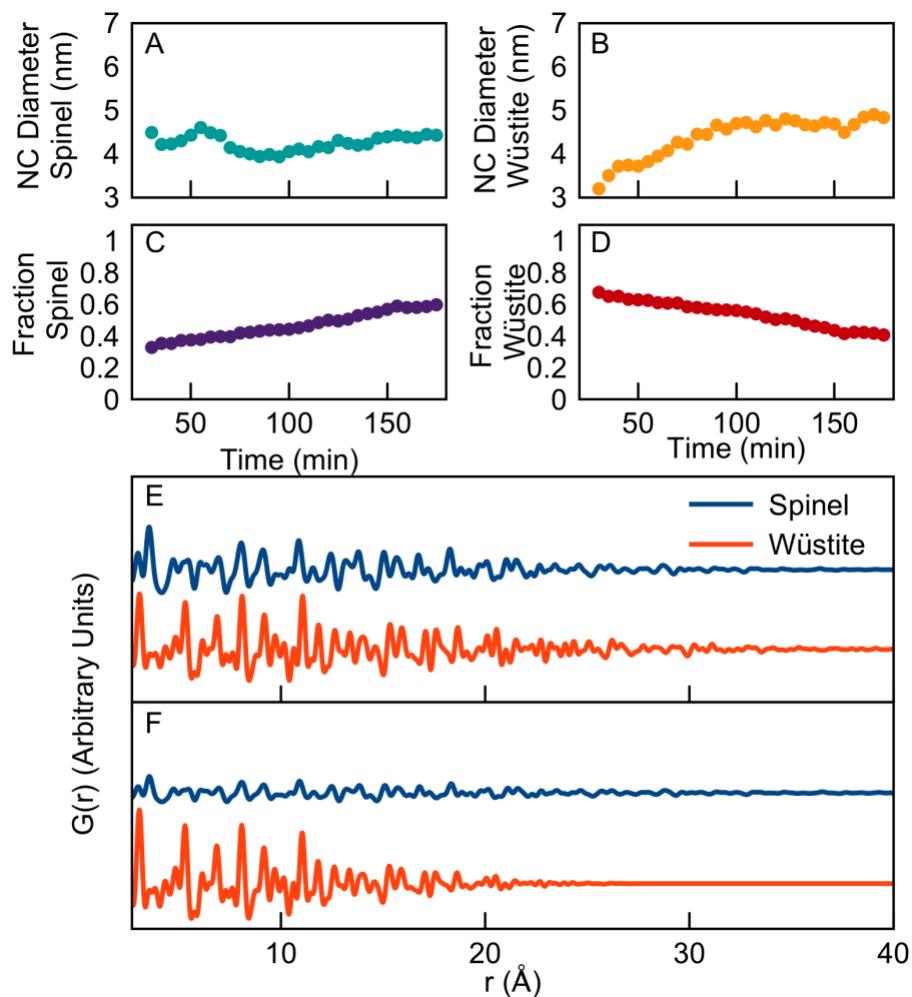 A
7
6
5
4
3
NC Diameter
Spinel (nm)
B
7
6
5
4
3
NC Diameter
Wüstite (nm)
C
1
0.8
0.6
0.4
0.2
0
Fraction
Spinel
50 100 150
Time (min)
D
1
0.8
0.6
0.4
0.2
0
Fraction
Wüstite
50 100 150
Time (min)
E
Spinel
Wüstite
F
G(r) (Arbitrary Units)
10 20 30 40
r (Å)